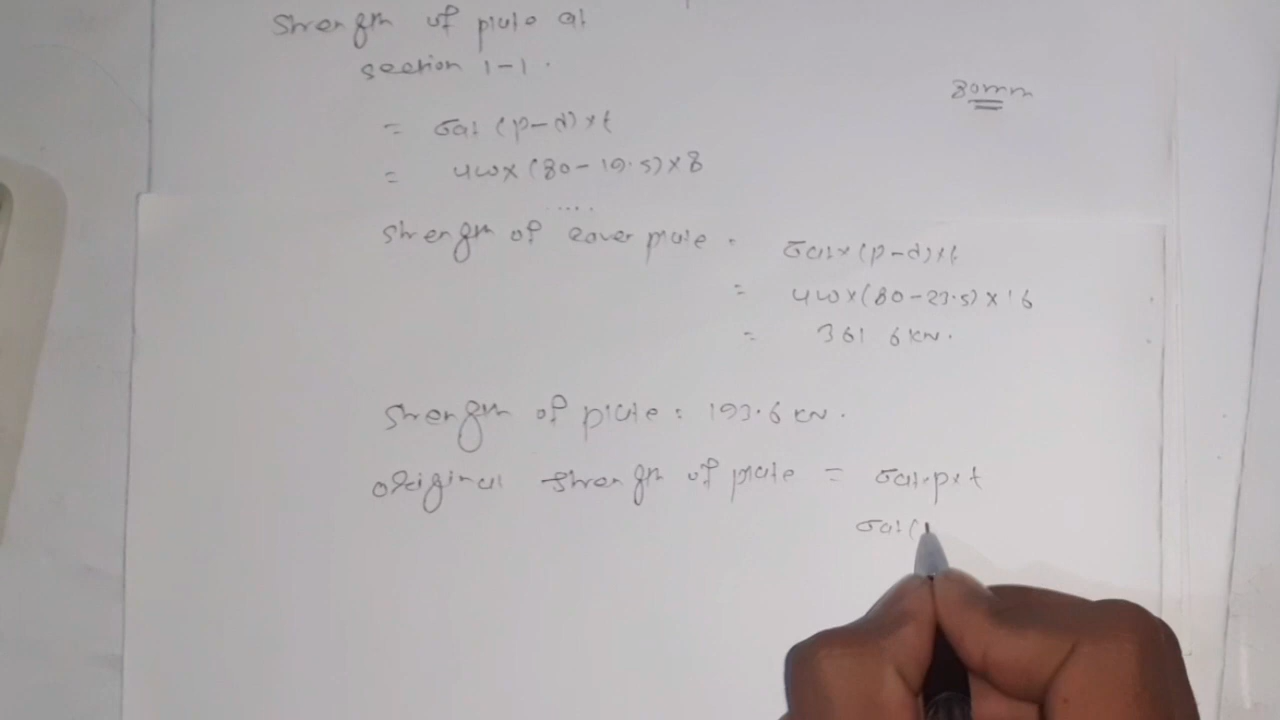 Strength of plate at
section 1-1.
80mm
= σat (p-d)×t
= 400×(80-19.5)×8
....
Strength of cover plate = σat×(p-d)×t
= 400×(80-23.5)×16
= 361.6 kN.
Strength of plate = 193.6 kN.
original strength of plate = σat·p×t
σat(